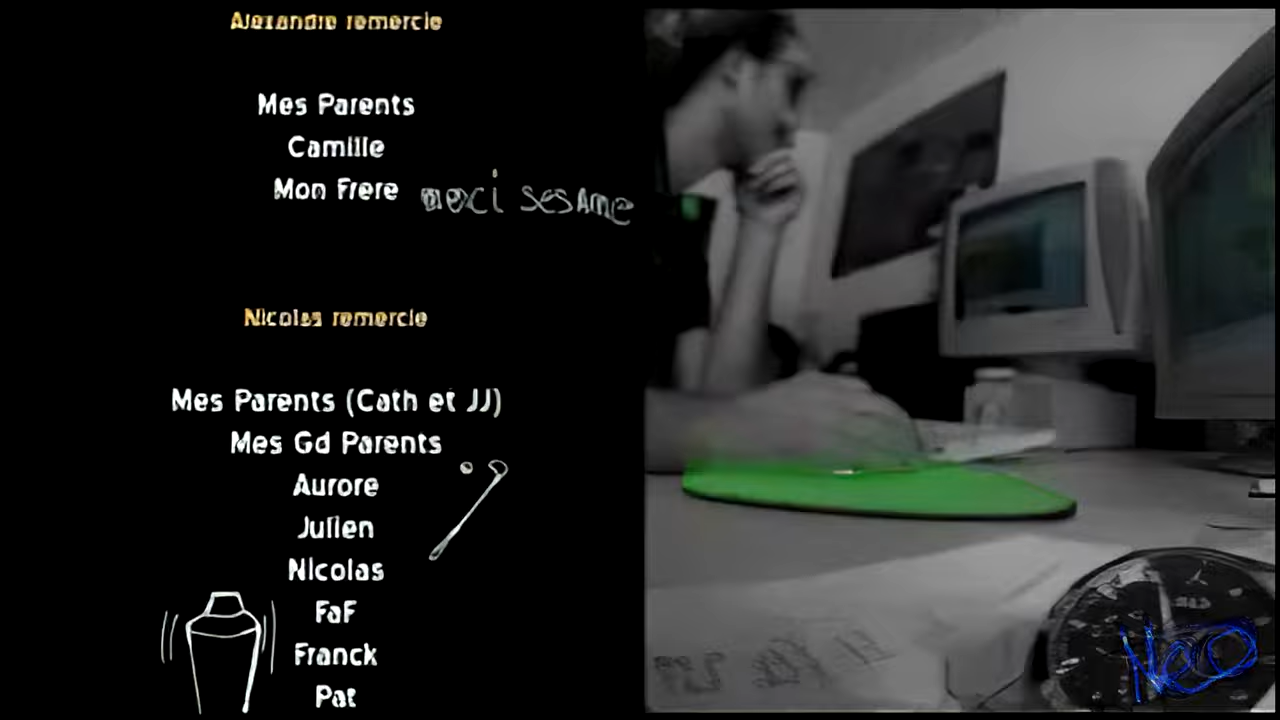 Alexandre remercie
Mes Parents
Camille
Mon Frere
sesame
Nicolas remercie
Mes Parents (Cath et JJ)
Mes Gd Parents
Aurore
Julien
Nicolas
FaF
Franck
Pat
Neo